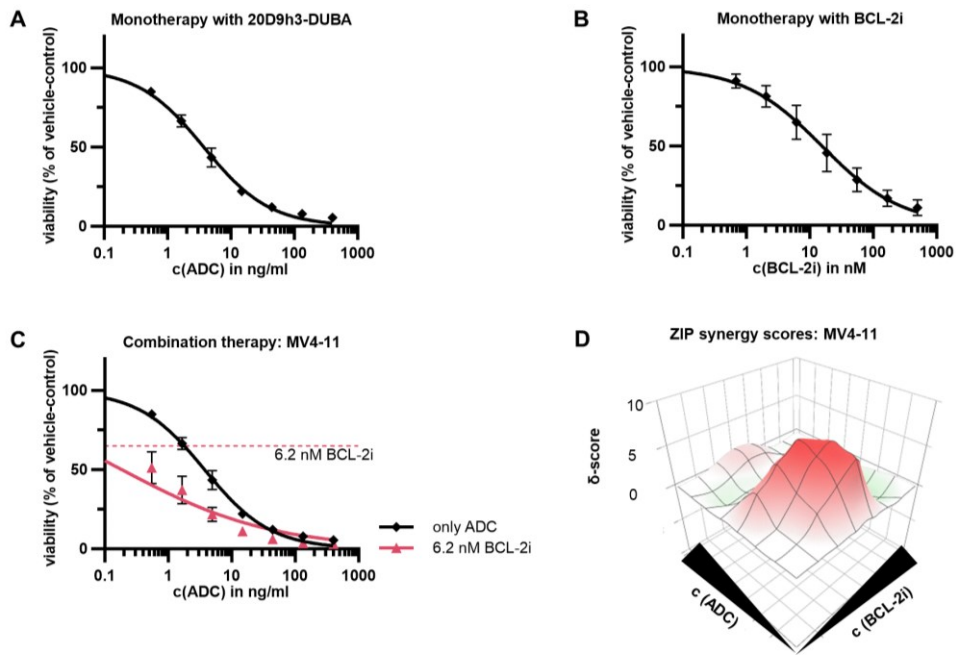 A
Monotherapy with 20D9h3-DUBA
viability (% of vehicle-control)
100
50
0
0.1 1 10 100 1000
c(ADC) in ng/ml
B
Monotherapy with BCL-2i
viability (% of vehicle-control)
100
50
0
0.1 1 10 100 1000
c(BCL-2i) in nM
C
Combination therapy: MV4-11
viability (% of vehicle-control)
100
50
0
6.2 nM BCL-2i
0.1 1 10 100 1000
c(ADC) in ng/ml
only ADC
6.2 nM BCL-2i
D
ZIP synergy scores: MV4-11
δ-score
10
5
0
c (ADC)
c (BCL-2i)